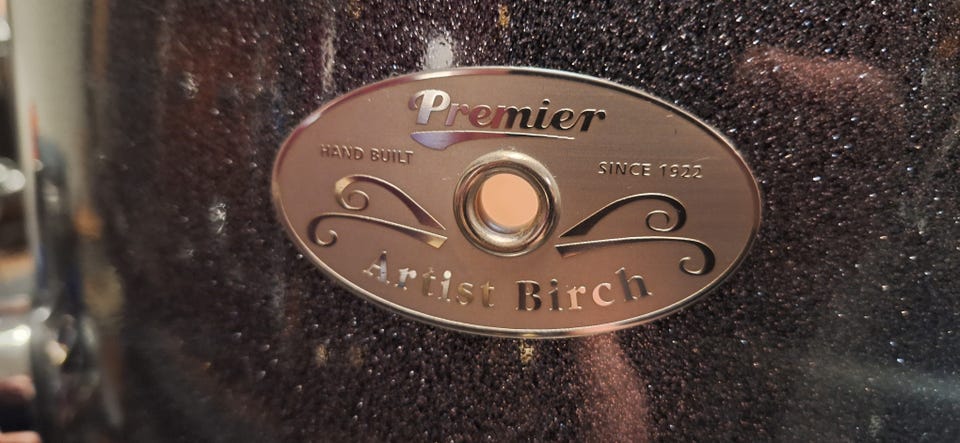 Premier
HAND BUILT
SINCE 1922
Artist Birch